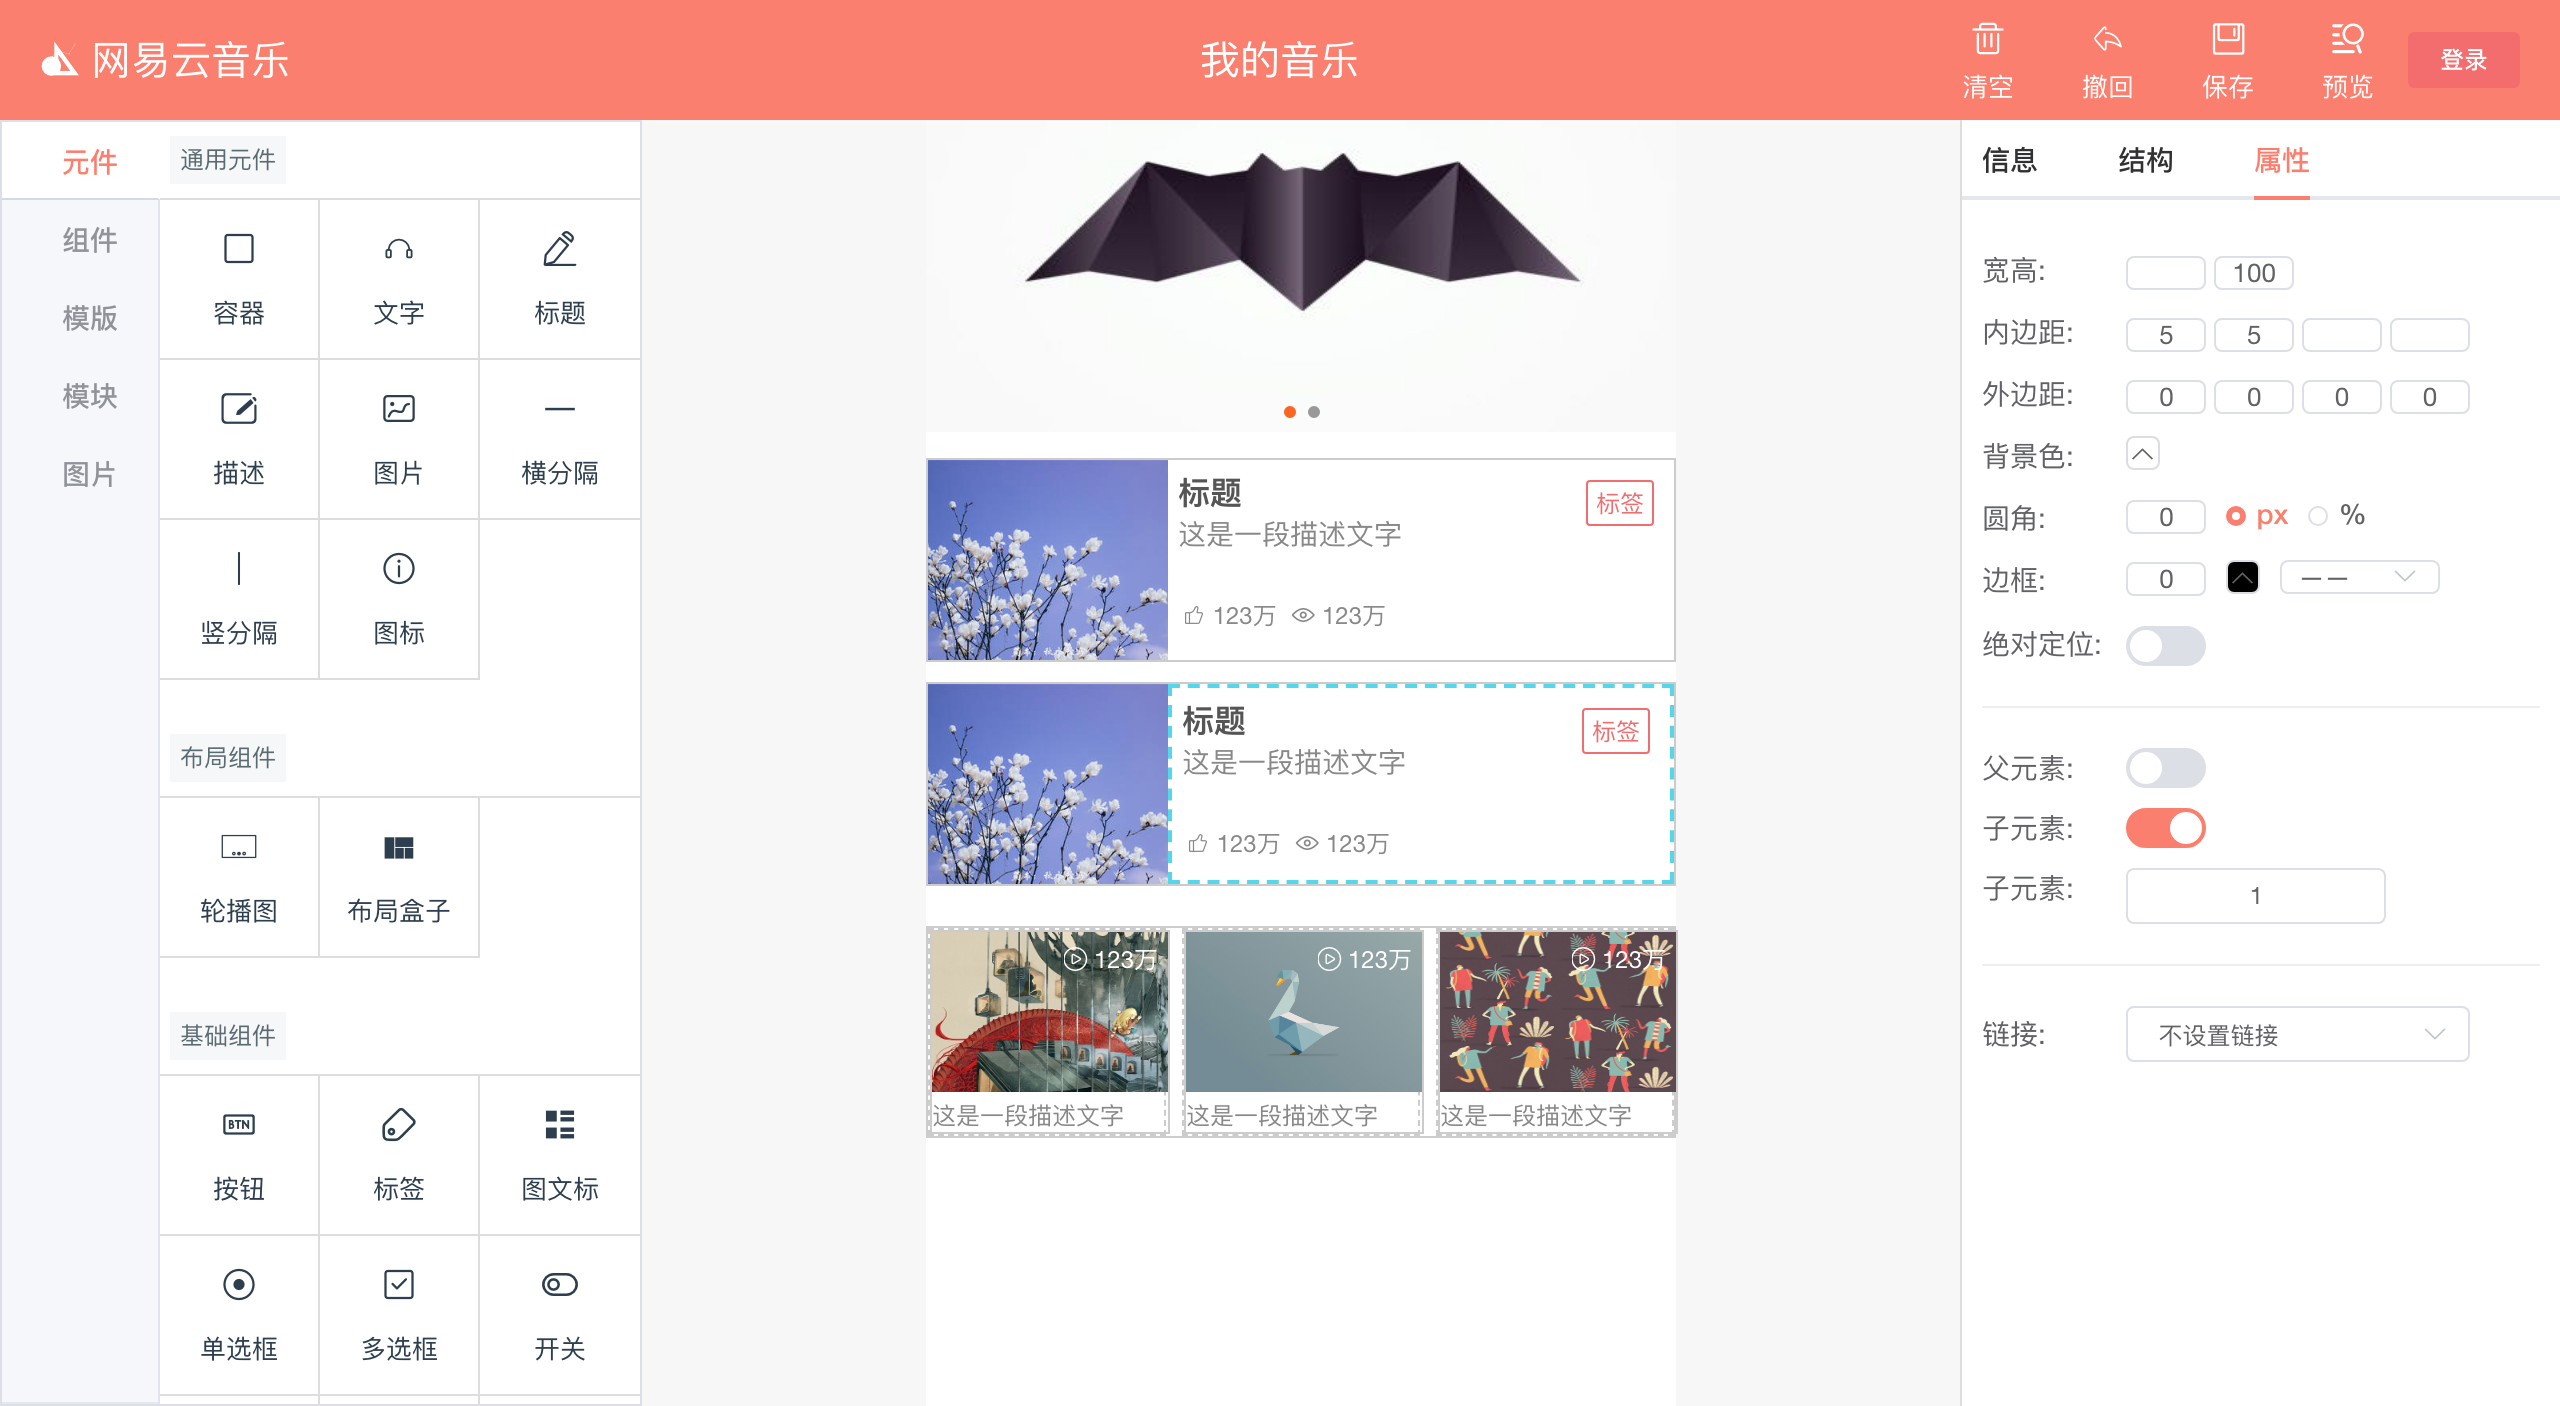 网易云音乐
我的音乐
清空
撤回
保存
预览
登录
元件
组件
模版
模块
图片
通用元件
容器
文字
标题
描述
图片
横分隔
竖分隔
图标
布局组件
轮播图
布局盒子
基础组件
BTN
按钮
标签
图文标
单选框
多选框
开关
标题
标签
这是一段描述文字
123万 123万
标题
标签
这是一段描述文字
123万 123万
123万
123万
123万
这是一段描述文字
这是一段描述文字
这是一段描述文字
信息 结构 属性
宽高: 100
内边距: 5 5
外边距: 0 0 0 0
背景色:
圆角: 0 px %
边框: 0 — —
绝对定位:
父元素:
子元素:
子元素: 1
链接: 不设置链接